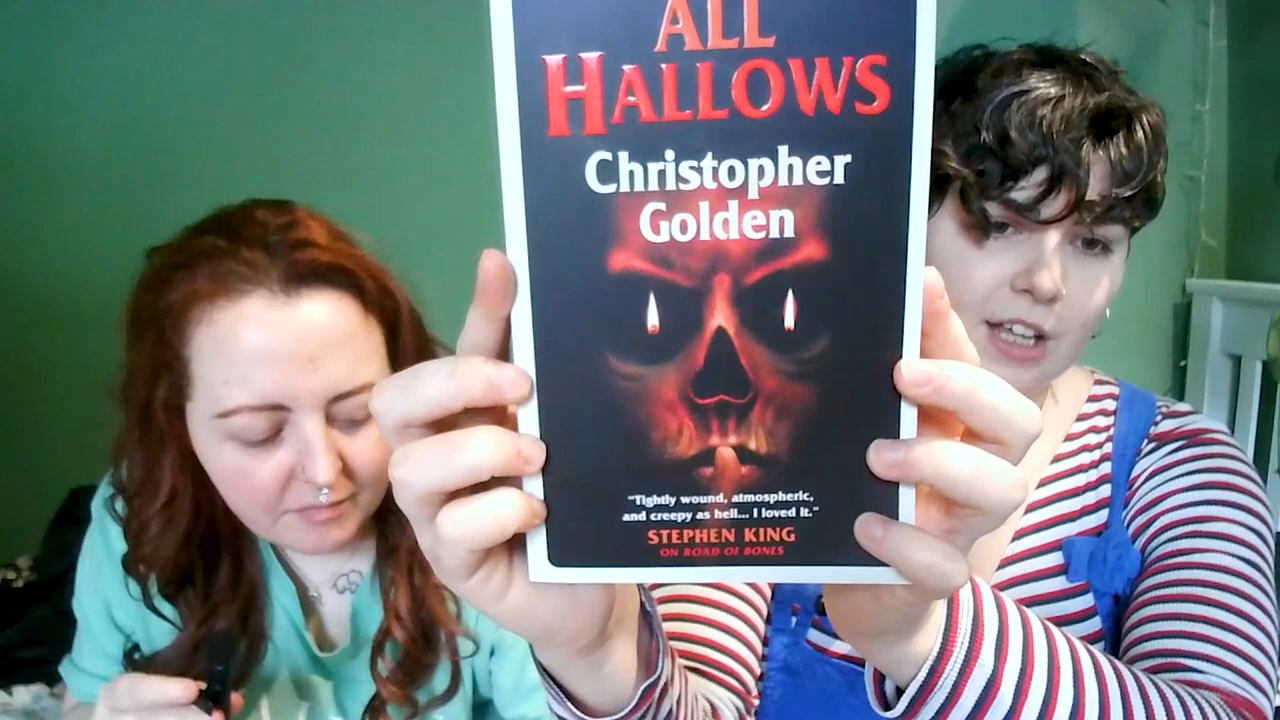 ALL
HALLOWS
Christopher
Golden
"Tightly wound, atmospheric,
and creepy as hell... I loved it."
STEPHEN KING
ON ROAD OF BONES